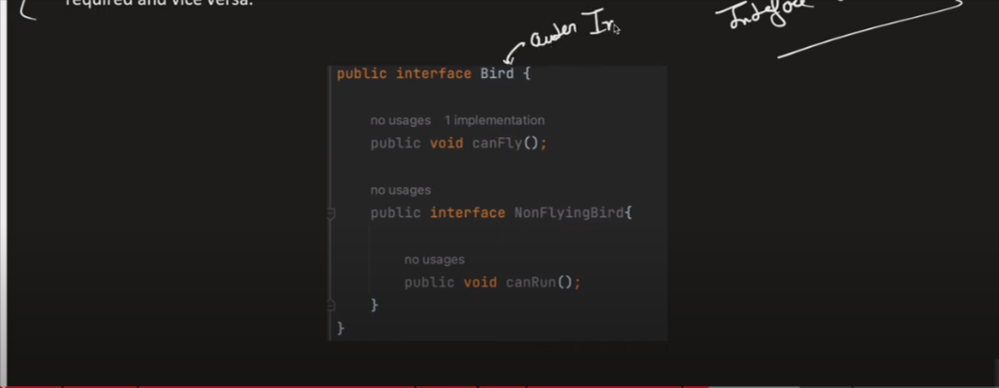 required and vice versa.
Interface
outer In
public interface Bird {
no usages 1 implementation
public void canFly();
no usages
public interface NonFlyingBird{
no usages
public void canRun();
}
}